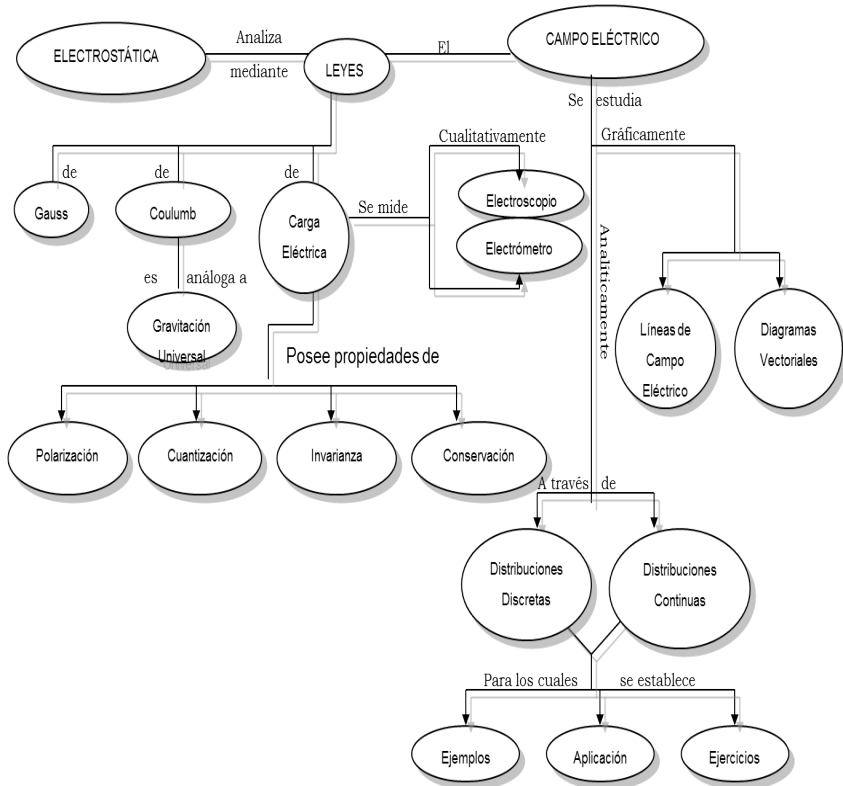 ELECTROSTÁTICA
Analiza
mediante
LEYES
El
CAMPO ELÉCTRICO
Se estudia
Cualitativamente
Gráficamente
de
de
de
Gauss
Coulumb
Carga
Eléctrica
Se mide
Electroscopio
Electrómetro
Analíticamente
es análoga a
Gravitación
Universal
Líneas de
Campo
Eléctrico
Diagramas
Vectoriales
Posee propiedades de
Polarización
Cuantización
Invarianza
Conservación
A través de
Distribuciones
Discretas
Distribuciones
Continuas
Para los cuales se establece
Ejemplos
Aplicación
Ejercicios